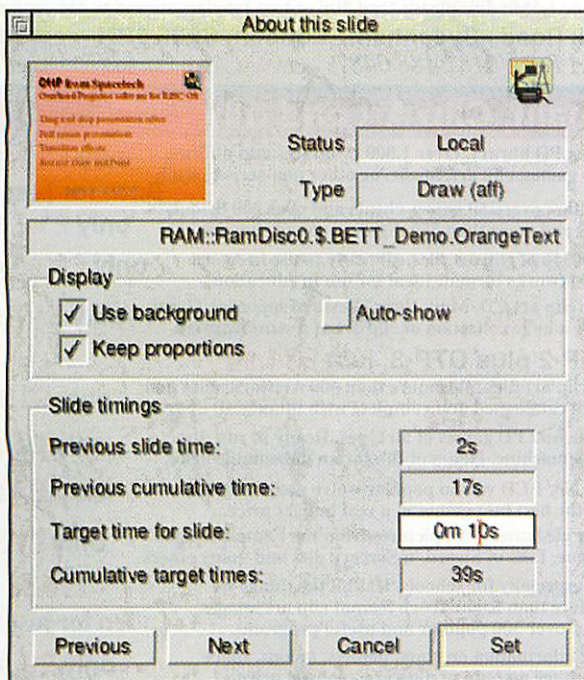 About this slide
OHP from Spacetech
Overhead Projector software for RISC OS
Drag and drop presentation editor
Full screen presentations
Transition effects
Status Local
Type Draw (aff)
RAM::RamDisc0.$.BETT_Demo.OrangeText
Display
Use background Auto-show
Keep proportions
Slide timings
Previous slide time: 2s
Previous cumulative time: 17s
Target time for slide: 0m 10s
Cumulative target times: 39s
Previous Next Cancel Set